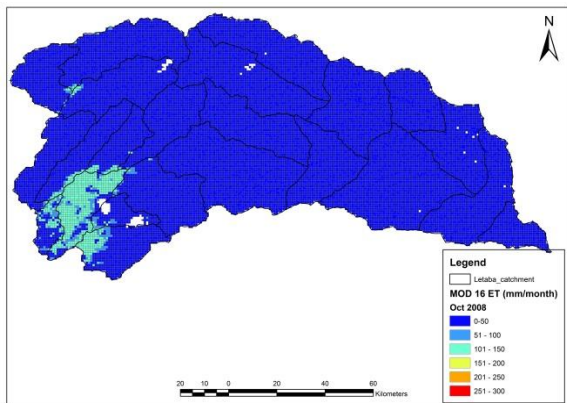 N
Legend
Letaba_catchment
MOD 16 ET (mm/month)
Oct 2008
0-50
51 - 100
101 - 150
151 - 200
201 - 250
251 - 300
20 10 0 20 40 60
Kilometers